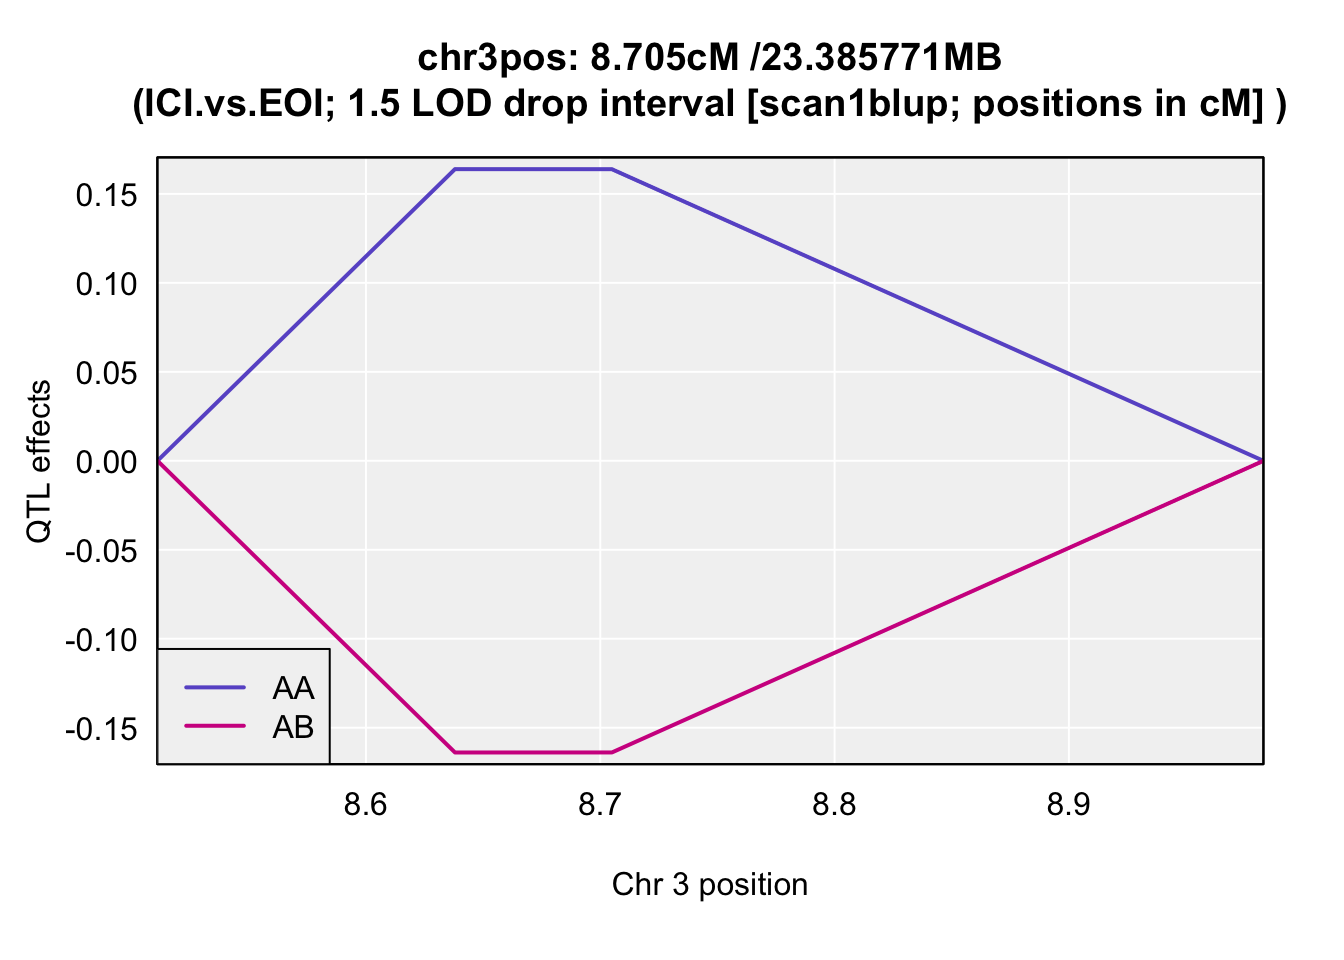 chr3pos: 8.705cM /23.385771MB
(ICI.vs.EOI; 1.5 LOD drop interval [scan1blup; positions in cM] )
QTL effects
0.15
0.10
0.05
0.00
-0.05
-0.10
-0.15
AA
AB
8.6 8.7 8.8 8.9
Chr 3 position